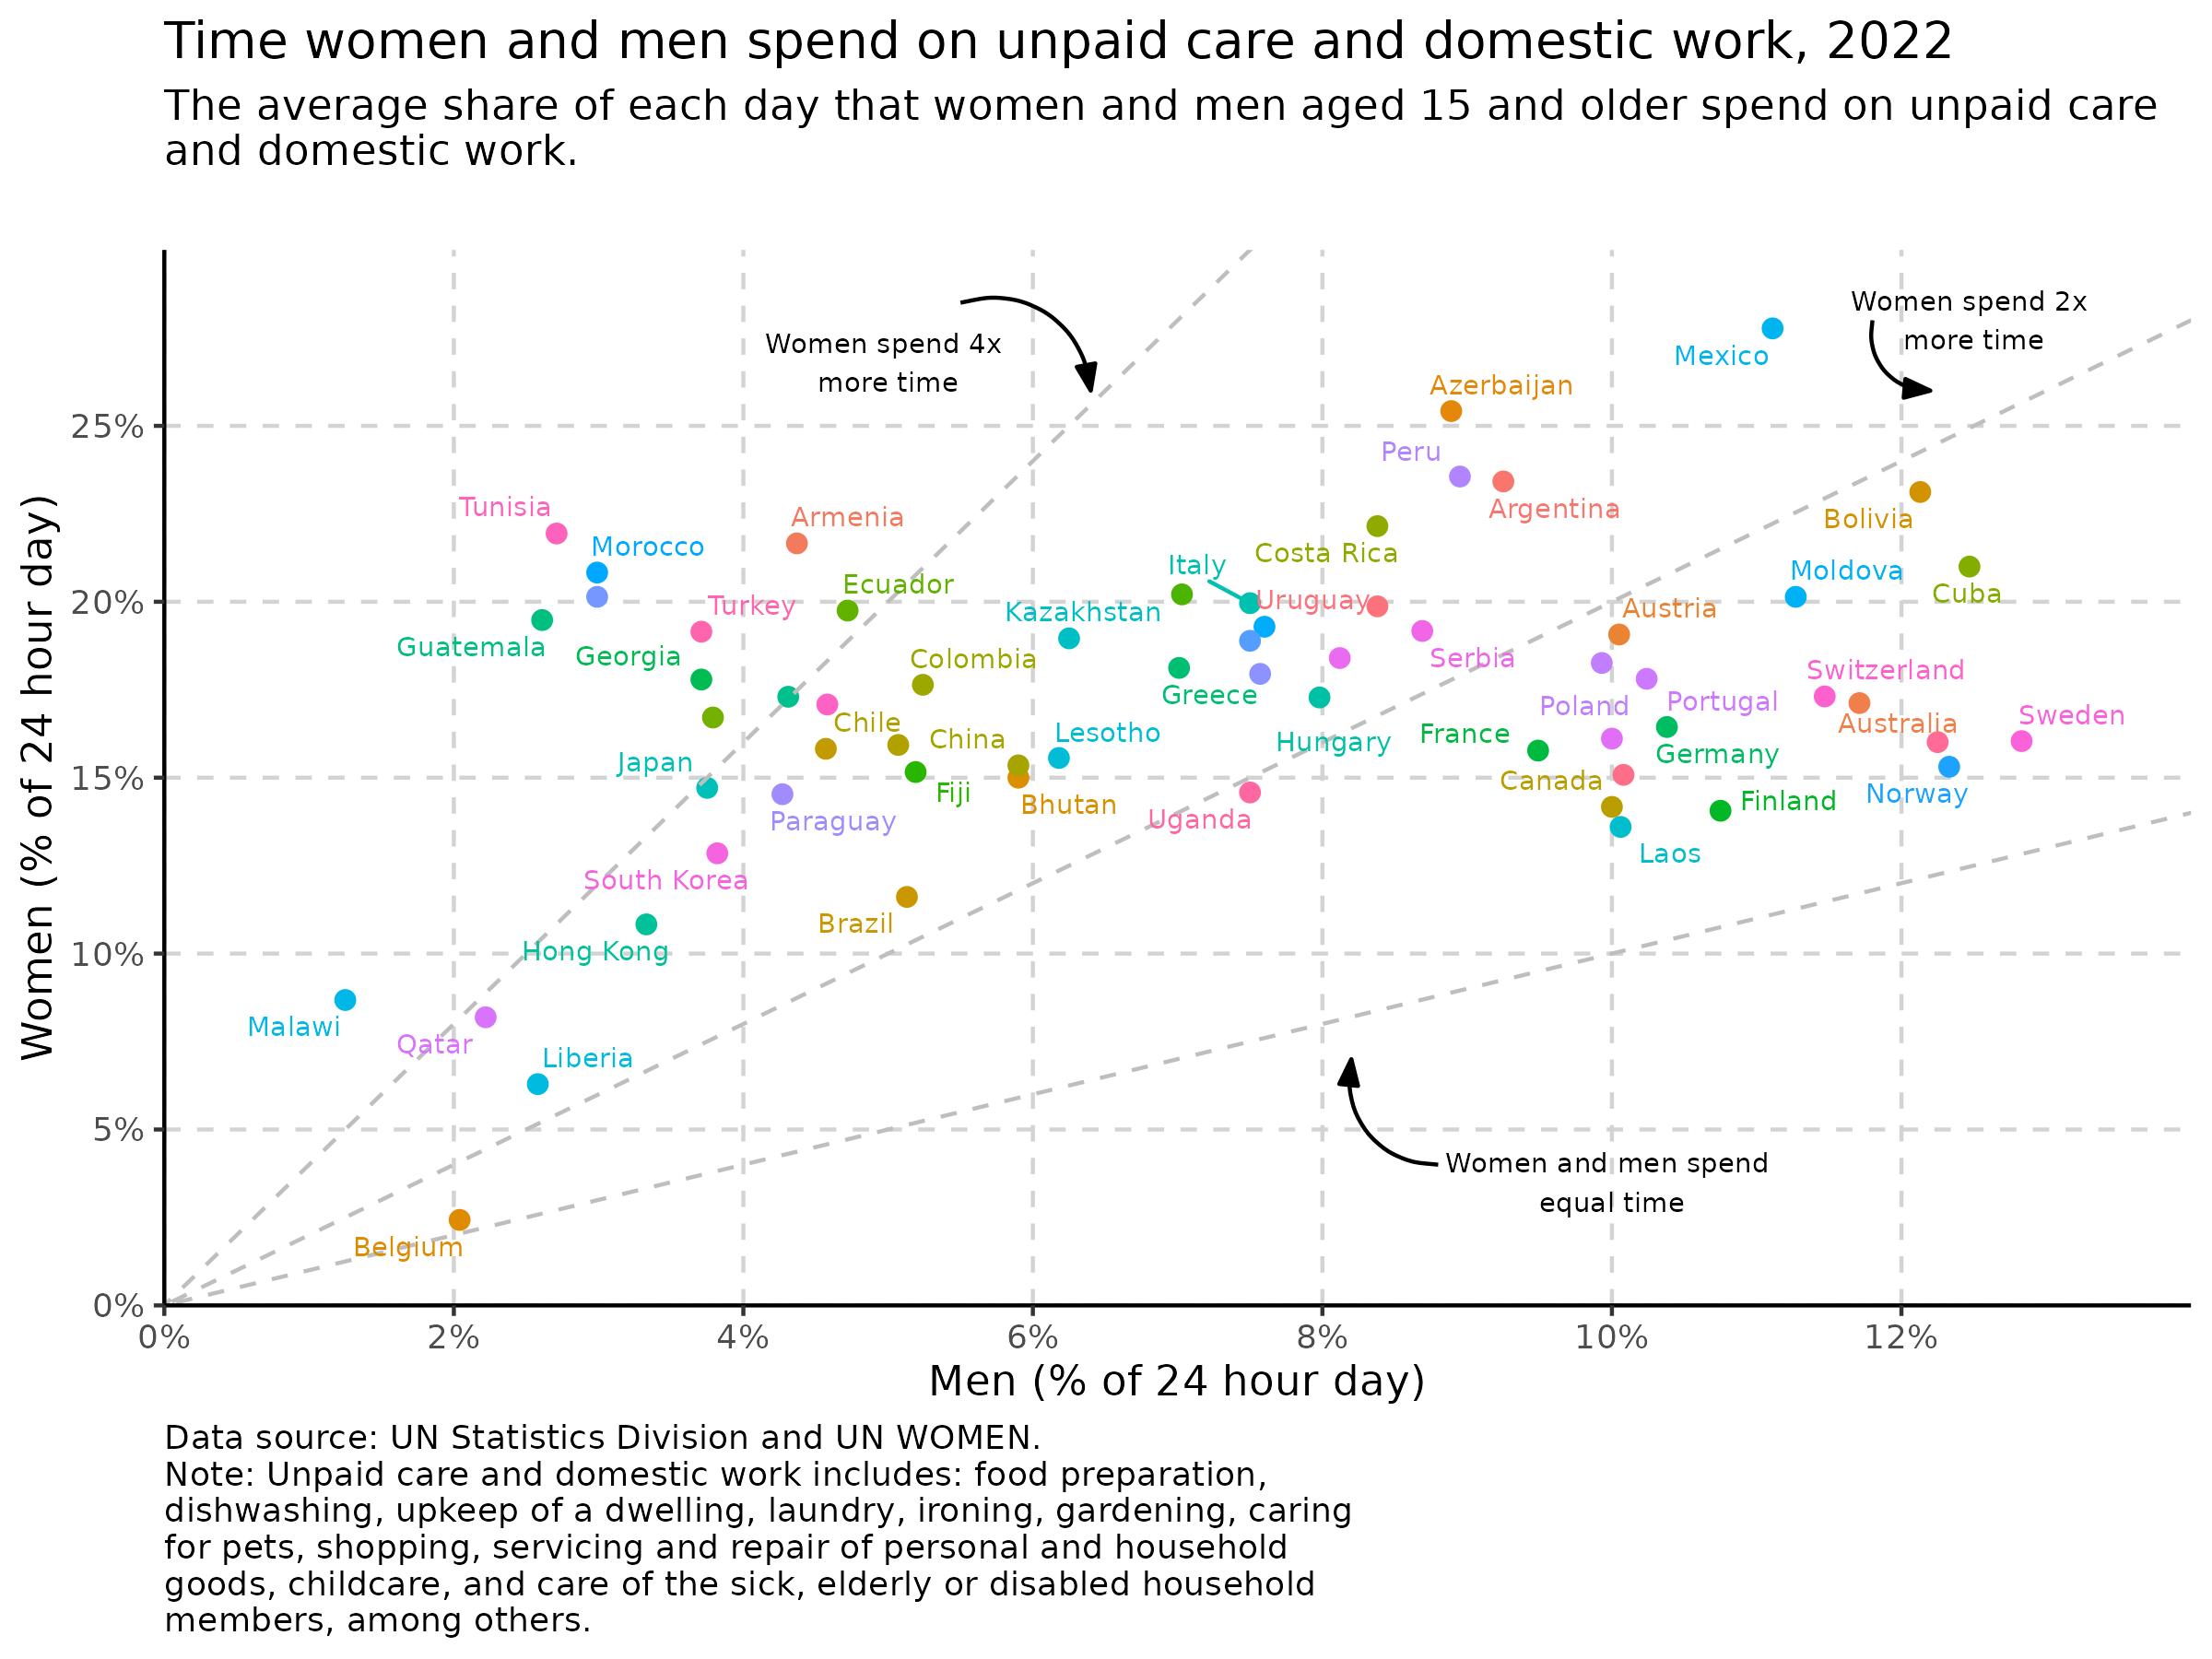 Time women and men spend on unpaid care and domestic work, 2022
The average share of each day that women and men aged 15 and older spend on unpaid care
and domestic work.
Women (% of 24 hour day)
25%
20%
15%
10%
5%
0%
Women spend 4x
more time
Women spend 2x
more time
Mexico
Azerbaijan
Peru
Tunisia
Armenia
Argentina
Bolivia
Morocco
Costa Rica
Italy
Moldova
Ecuador
Cuba
Turkey
Kazakhstan
Uruguay
Austria
Guatemala
Georgia
Colombia
Serbia
Switzerland
Greece
Poland
Portugal
Sweden
Chile
China
Lesotho
Hungary
France
Australia
Germany
Japan
Fiji
Bhutan
Canada
Norway
Paraguay
Uganda
Finland
Laos
South Korea
Brazil
Hong Kong
Malawi
Qatar
Liberia
Women and men spend
equal time
Belgium
0%
2%
4%
6%
8%
10%
12%
Men (% of 24 hour day)
Data source: UN Statistics Division and UN WOMEN.
Note: Unpaid care and domestic work includes: food preparation,
dishwashing, upkeep of a dwelling, laundry, ironing, gardening, caring
for pets, shopping, servicing and repair of personal and household
goods, childcare, and care of the sick, elderly or disabled household
members, among others.